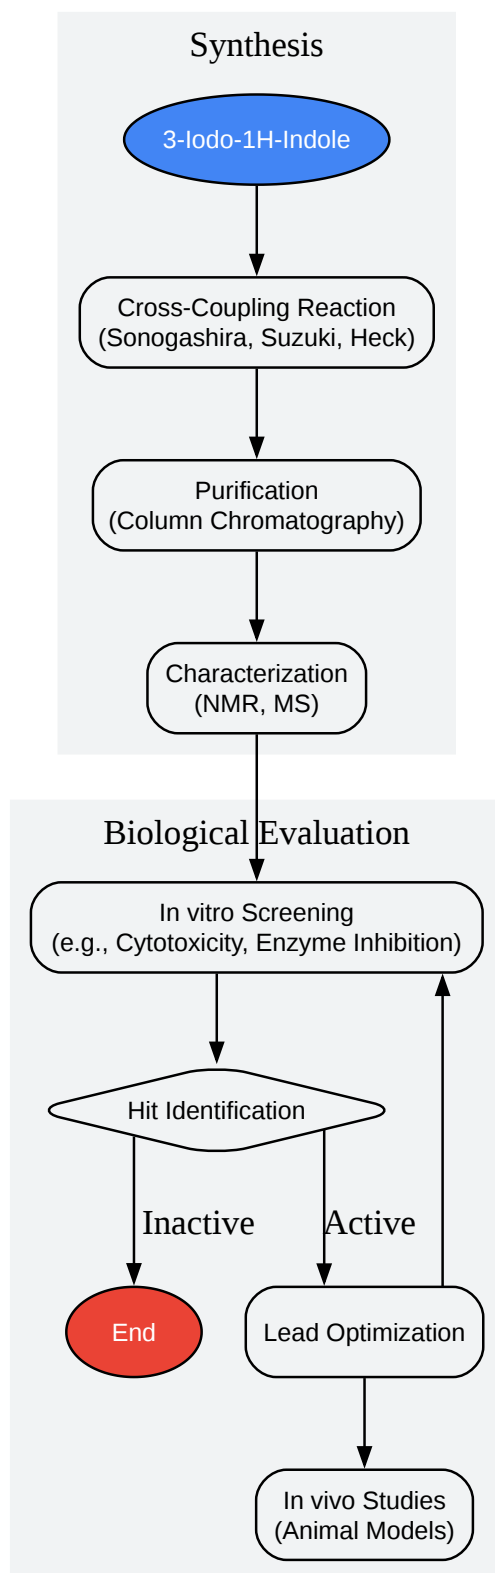 Synthesis
3-Iodo-1H-Indole
Cross-Coupling Reaction
(Sonogashira, Suzuki, Heck)
Purification
(Column Chromatography)
Characterization
(NMR, MS)
Biological Evaluation
In vitro Screening
(e.g., Cytotoxicity, Enzyme Inhibition)
Hit Identification
Inactive
Active
End
Lead Optimization
In vivo Studies
(Animal Models)